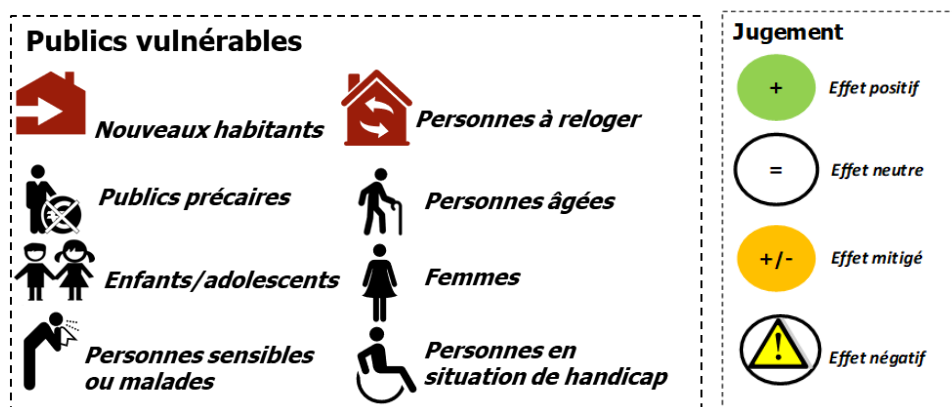 Publics vulnérables
Nouveaux habitants
Personnes à reloger
Publics précaires
Personnes âgées
Enfants/adolescents
Femmes
Personnes sensibles
ou malades
Personnes en
situation de handicap
Jugement
+
Effet positif
=
Effet neutre
+/-
Effet mitigé
!
Effet négatif